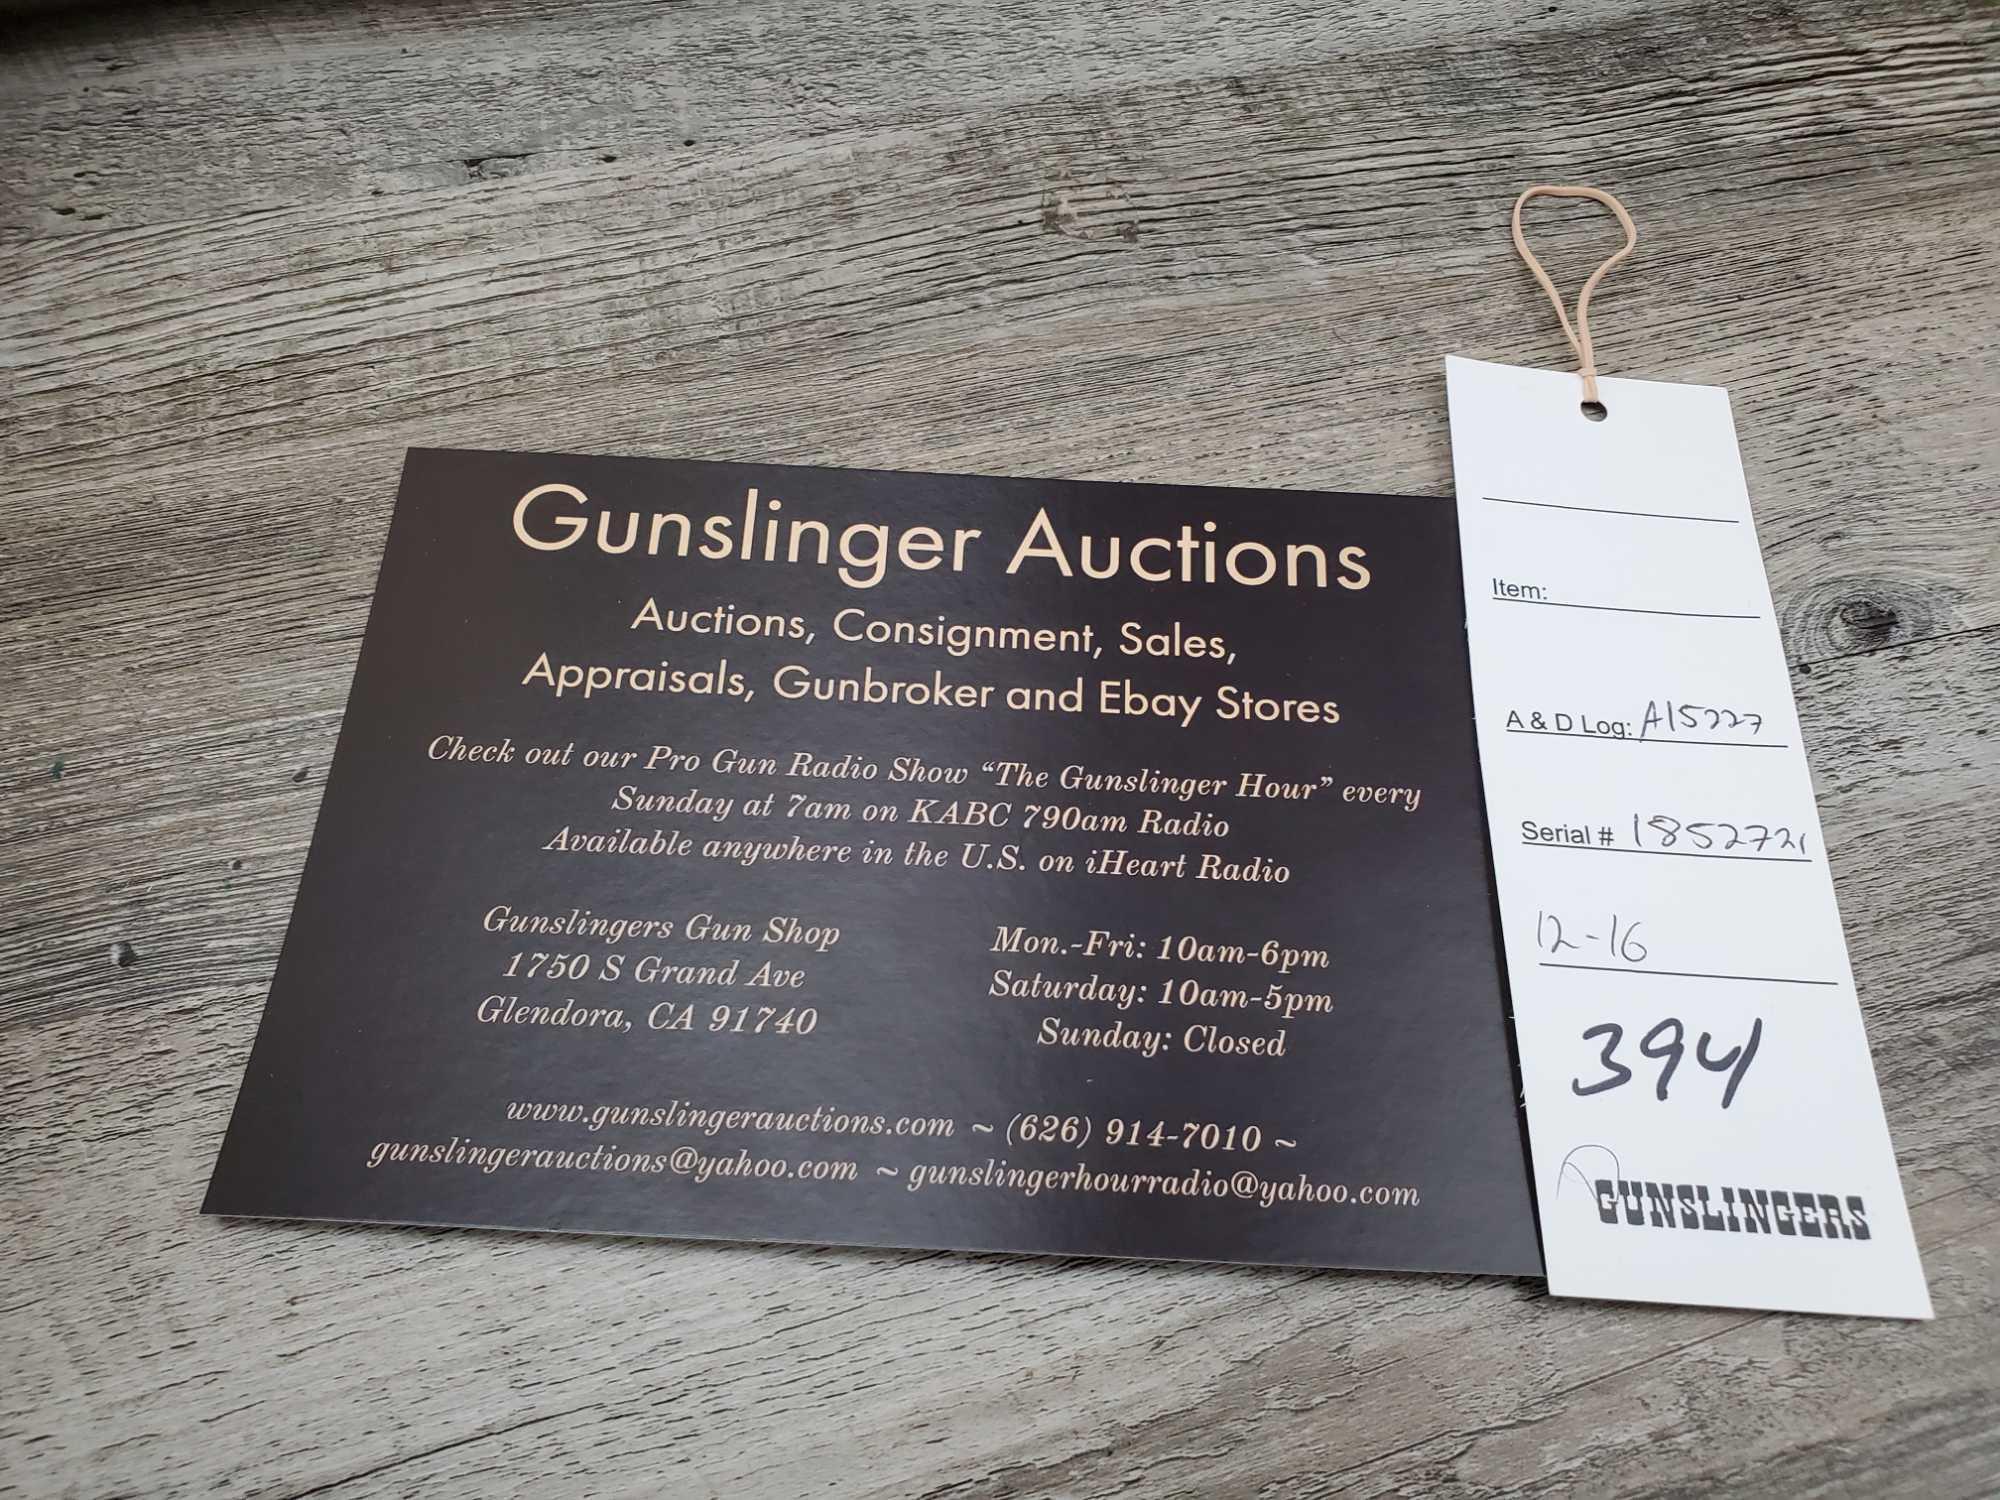 Gunslinger Auctions
Auctions, Consignment, Sales,
Appraisals, Gunbroker and Ebay Stores
Check out our Pro Gun Radio Show “The Gunslinger Hour” every
Sunday at 7am on KABC 790am Radio
Available anywhere in the U.S. on iHeart Radio
Gunslingers Gun Shop
1750 S Grand Ave
Glendora, CA 91740
Mon.-Fri: 10am-6pm
Saturday: 10am-5pm
Sunday: Closed
www.gunslingerauctions.com ~ (626) 914-7010 ~
gunslingerauctions@yahoo.com ~ gunslingerhourradio@yahoo.com
Item:
A & D Log: A15227
Serial # 1852721
12-16
394
GUNSLINGERS